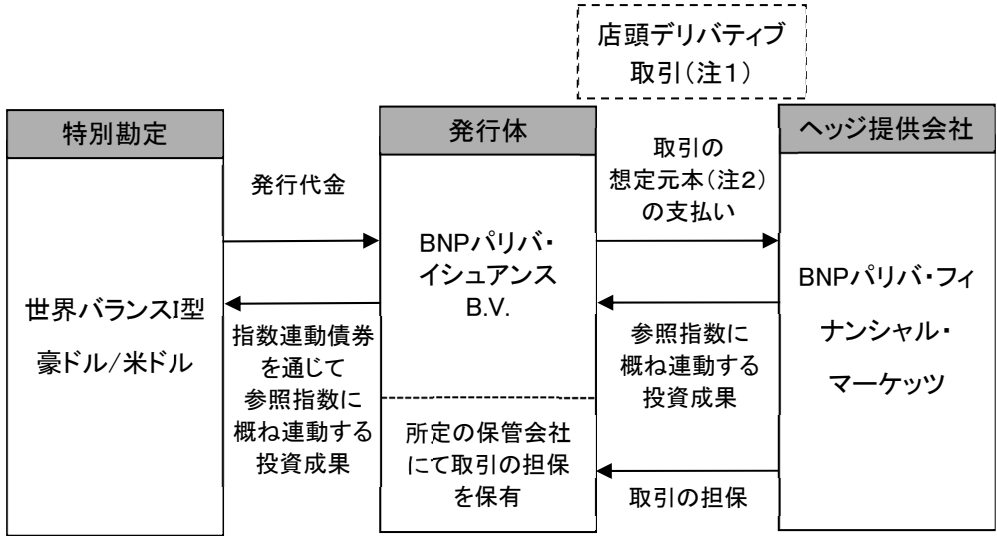 店頭デリバティブ
取引（注１）
特別勘定
発行体
ヘッジ提供会社
発行代金
取引の
想定元本（注２）
の支払い
世界バランスI型
豪ドル/米ドル
BNPパリバ・
イシュアンス
B.V.
BNPパリバ・フィ
ナンシャル・
マーケッツ
指数連動債券
を通じて
参照指数に
概ね連動する
投資成果
参照指数に
概ね連動する
投資成果
所定の保管会社
にて取引の担保
を保有
取引の担保